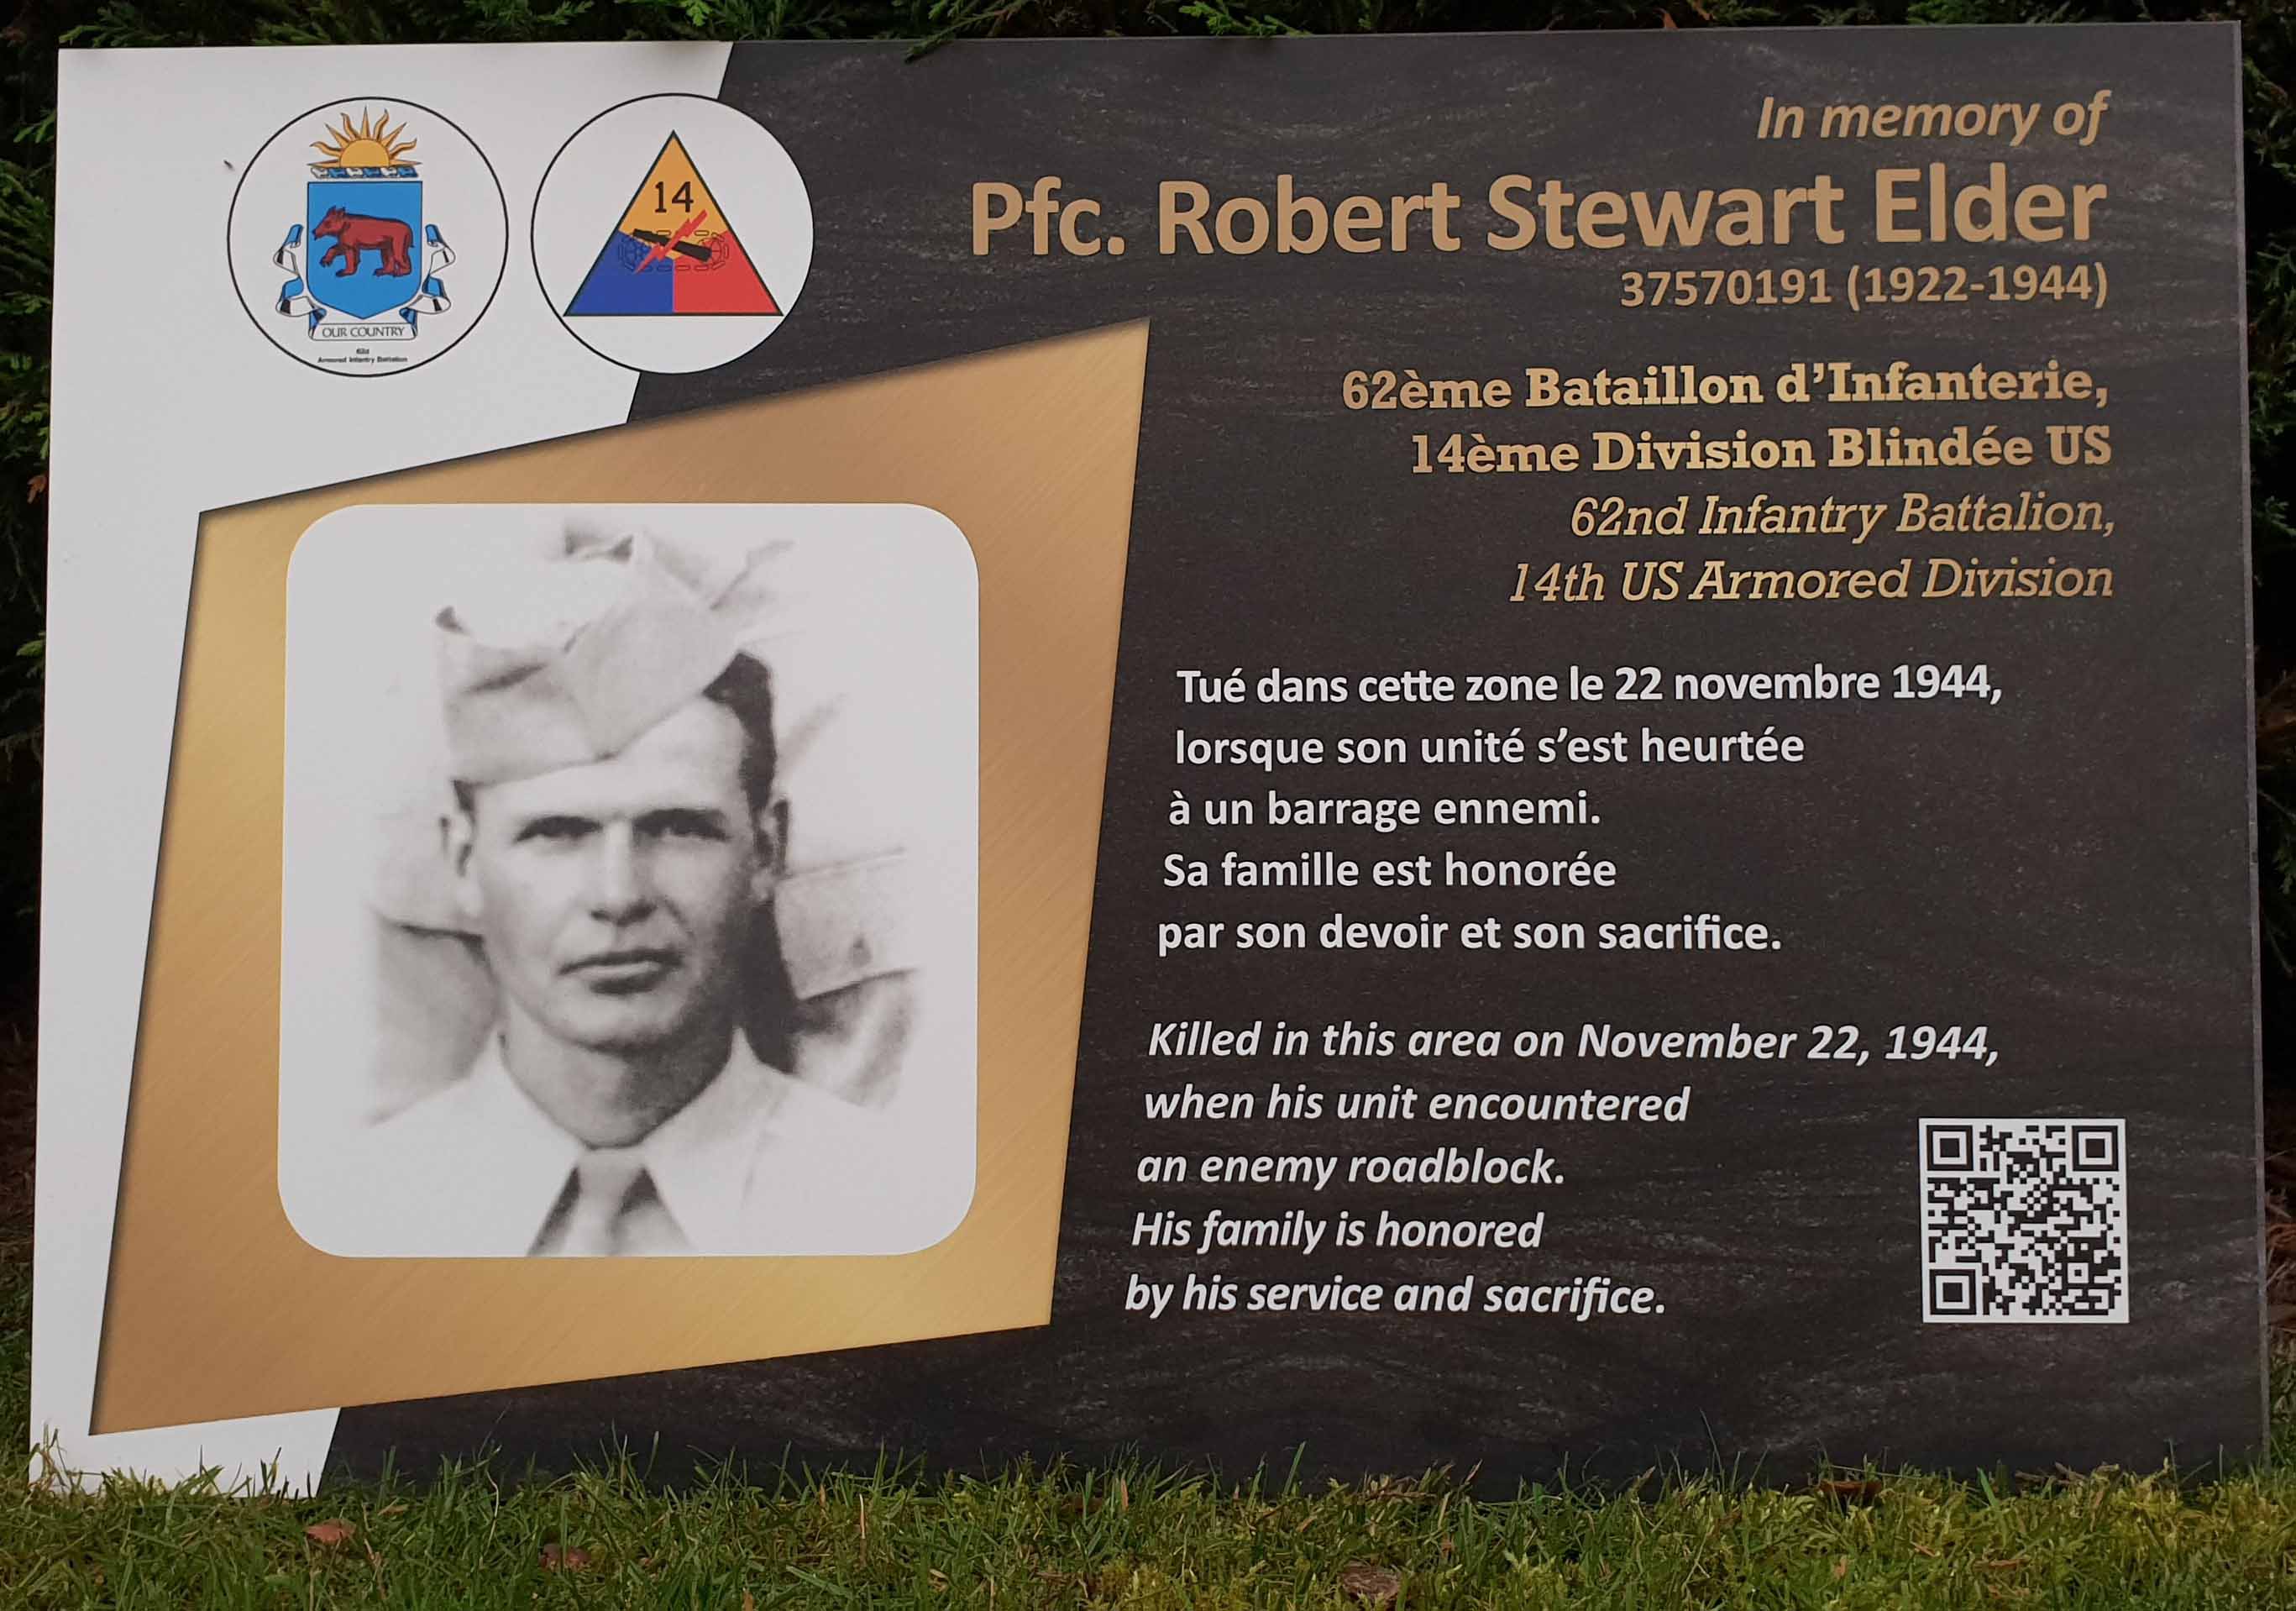 OUR COUNTRY
62d
Armored Infantry Battalion
14
In memory of
Pfc. Robert Stewart Elder
37570191 (1922-1944)
62ème Bataillon d'Infanterie,
14ème Division Blindée US
62nd Infantry Battalion,
14th US Armored Division
Tué dans cette zone le 22 novembre 1944,
lorsque son unité s'est heurtée
à un barrage ennemi.
Sa famille est honorée
par son devoir et son sacrifice.
Killed in this area on November 22, 1944,
when his unit encountered
an enemy roadblock.
His family is honored
by his service and sacrifice.